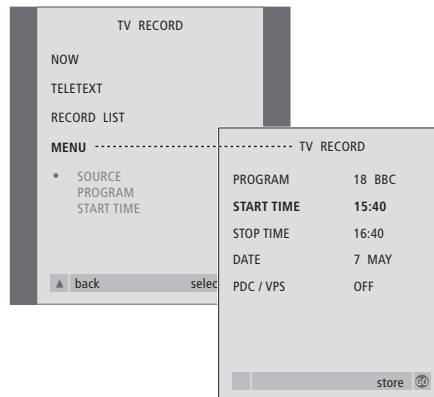 TV RECORD
NOW
TELETEXT
RECORD LIST
MENU
• SOURCE
PROGRAM
START TIME
▲ back
TV RECORD
PROGRAM 18 BBC
START TIME 15:40
STOP TIME 16:40
DATE 7 MAY
PDC / VPS OFF
store GO